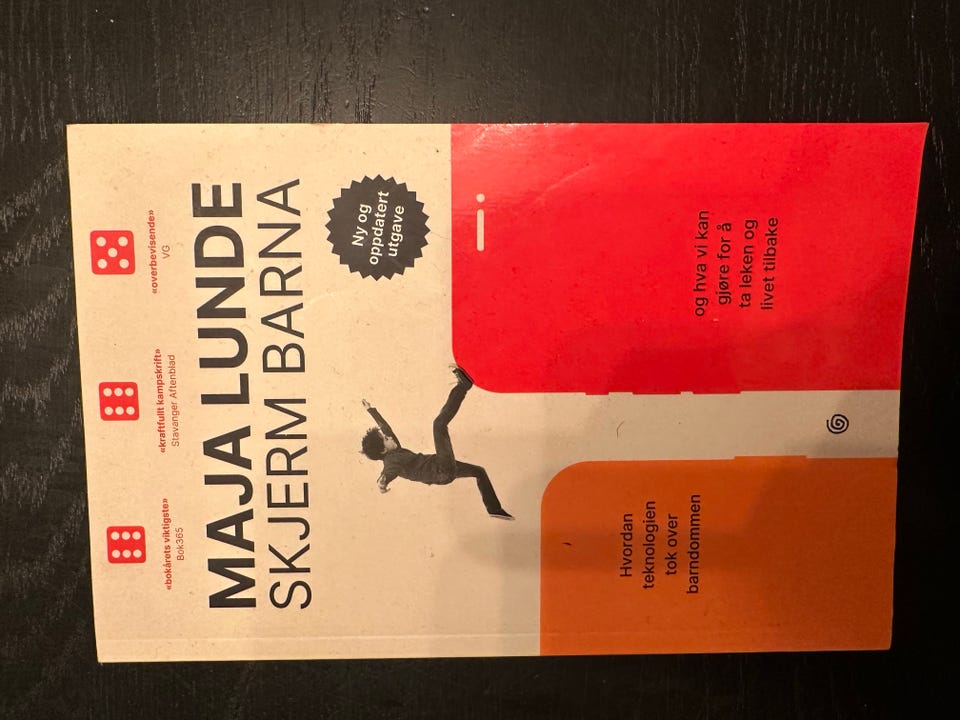 «bokårets viktigste»
Bok365
«kraftfullt kampskrift»
Stavanger Aftenblad
«overbevisende»
VG
MAJA LUNDE
SKJERM BARNA
Ny og
oppdatert
utgave
Hvordan
teknologien
tok over
barndommen
og hva vi kan
gjøre for å
ta leken og
livet tilbake